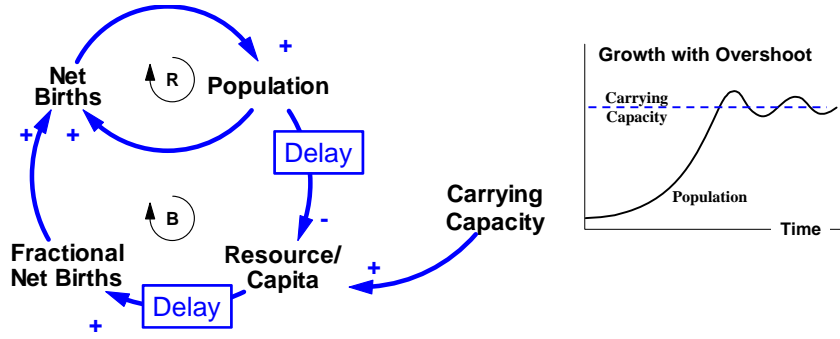 +
R
Net
Births
Population
+
+
Delay
B
-
Fractional
Net Births
Resource/
Capita
Carrying
Capacity
+
Delay
+
Growth with Overshoot
Carrying
Capacity
Population
Time